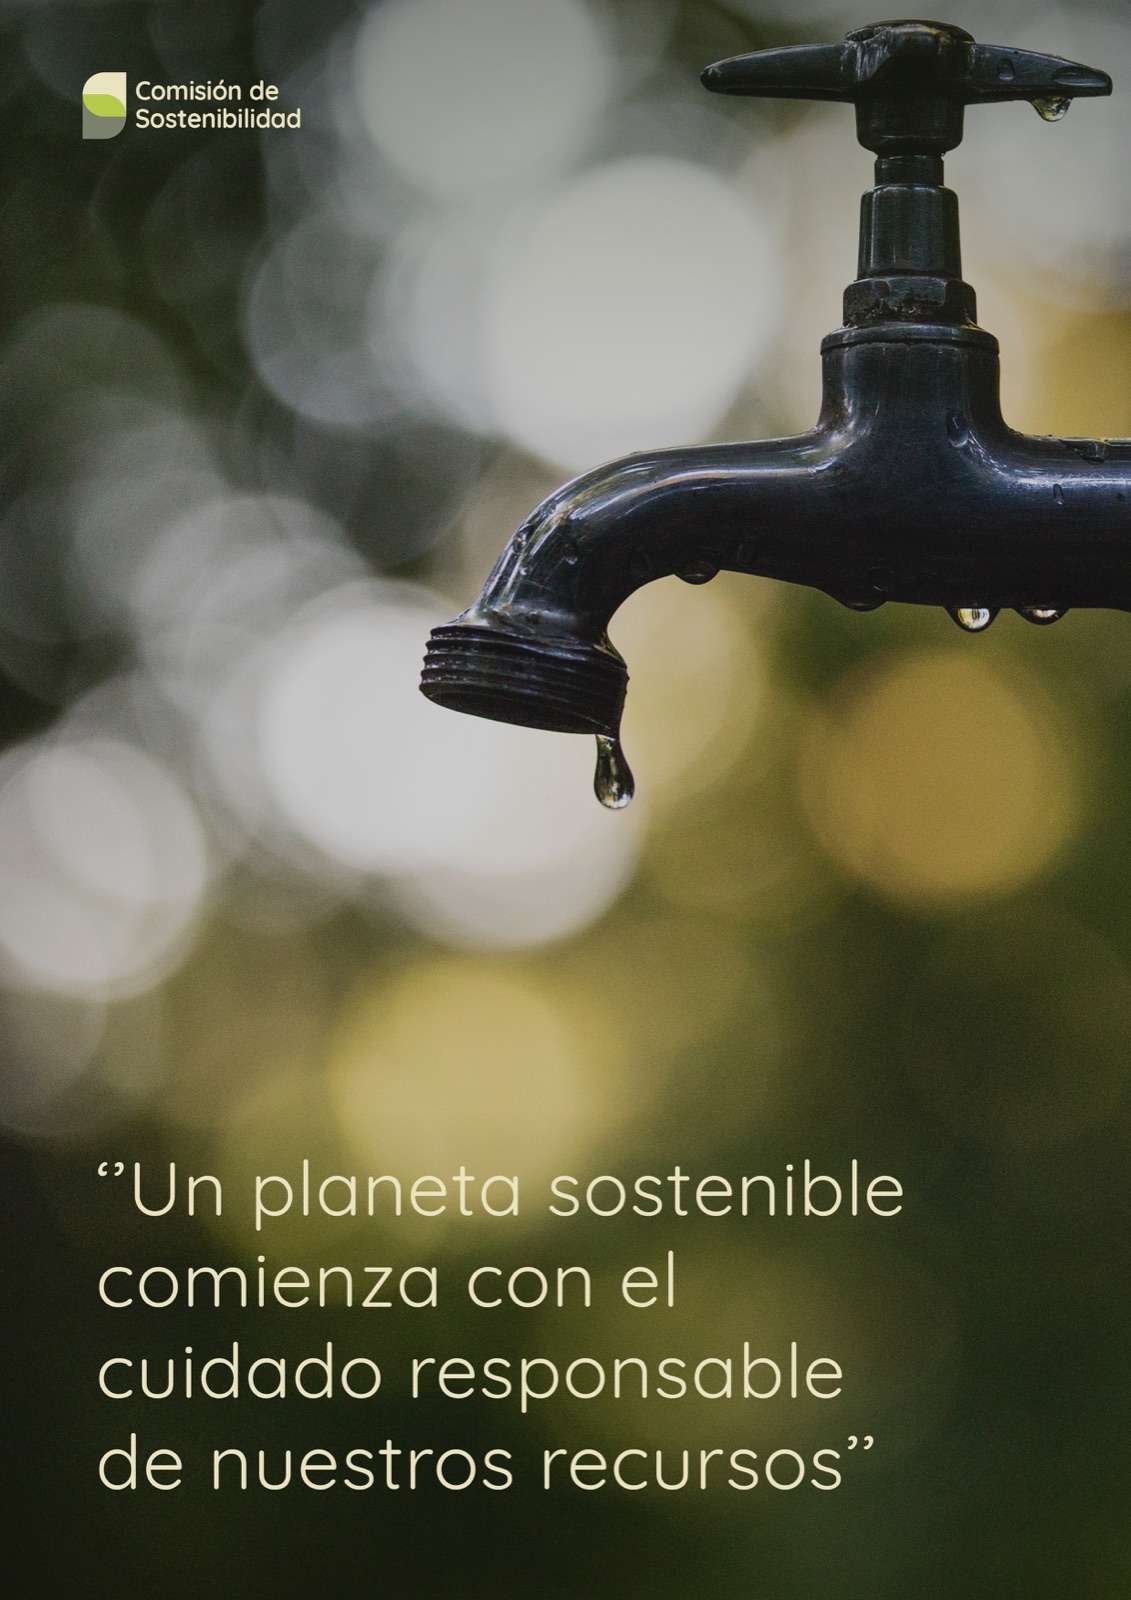 Comisión de
Sostenibilidad
‘’Un planeta sostenible
comienza con el
cuidado responsable
de nuestros recursos’’